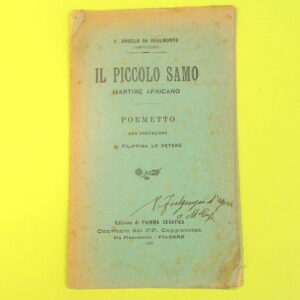 P. ANGELO DA REALMONTE
CAPPUCCINO
IL PICCOLO SAMO
MARTIRE AFRICANO
POEMETTO
CON PREFAZIONE
di FILIPPINA LO VETERE
Edizione di FIAMMA SERAFICA
Convento dei PP. Cappuccini
Via Pindemonte - PALERMO